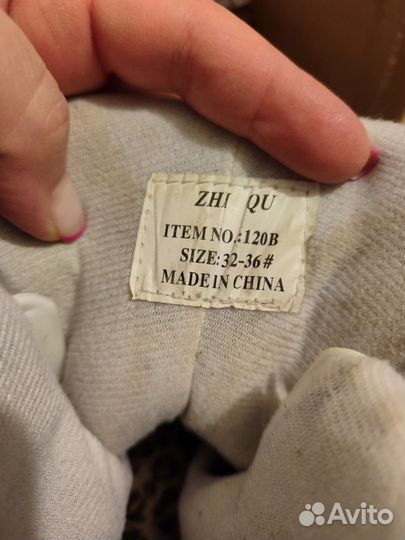 ZHI QU
ITEM NO.:120B
SIZE:32-36#
MADE IN CHINA
Avito